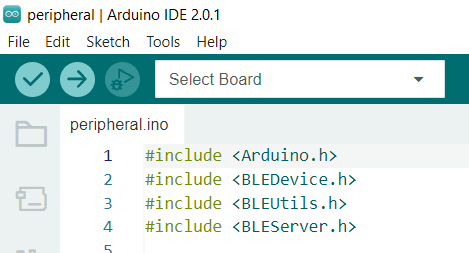 peripheral | Arduino IDE 2.0.1
File Edit Sketch Tools Help
Select Board
peripheral.ino
1 #include <Arduino.h>
2 #include <BLEDevice.h>
3 #include <BLEUtils.h>
4 #include <BLEServer.h>
5